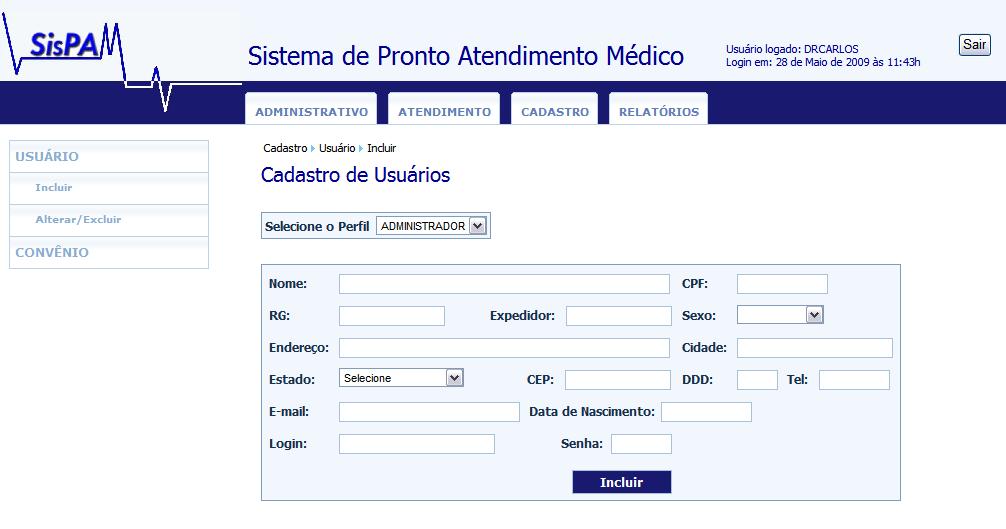 SisPA
Sistema de Pronto Atendimento Médico
Usuário logado: DRCARLOS
Login em: 28 de Maio de 2009 às 11:43h
Sair
ADMINISTRATIVO ATENDIMENTO CADASTRO RELATÓRIOS
USUÁRIO
Incluir
Alterar/Excluir
CONVÊNIO
Cadastro Usuário Incluir
Cadastro de Usuários
Selecione o Perfil ADMINISTRADOR
Nome: CPF:
RG: Expedidor: Sexo:
Endereço: Cidade:
Estado: Selecione CEP: DDD: Tel:
E-mail: Data de Nascimento:
Login: Senha:
Incluir